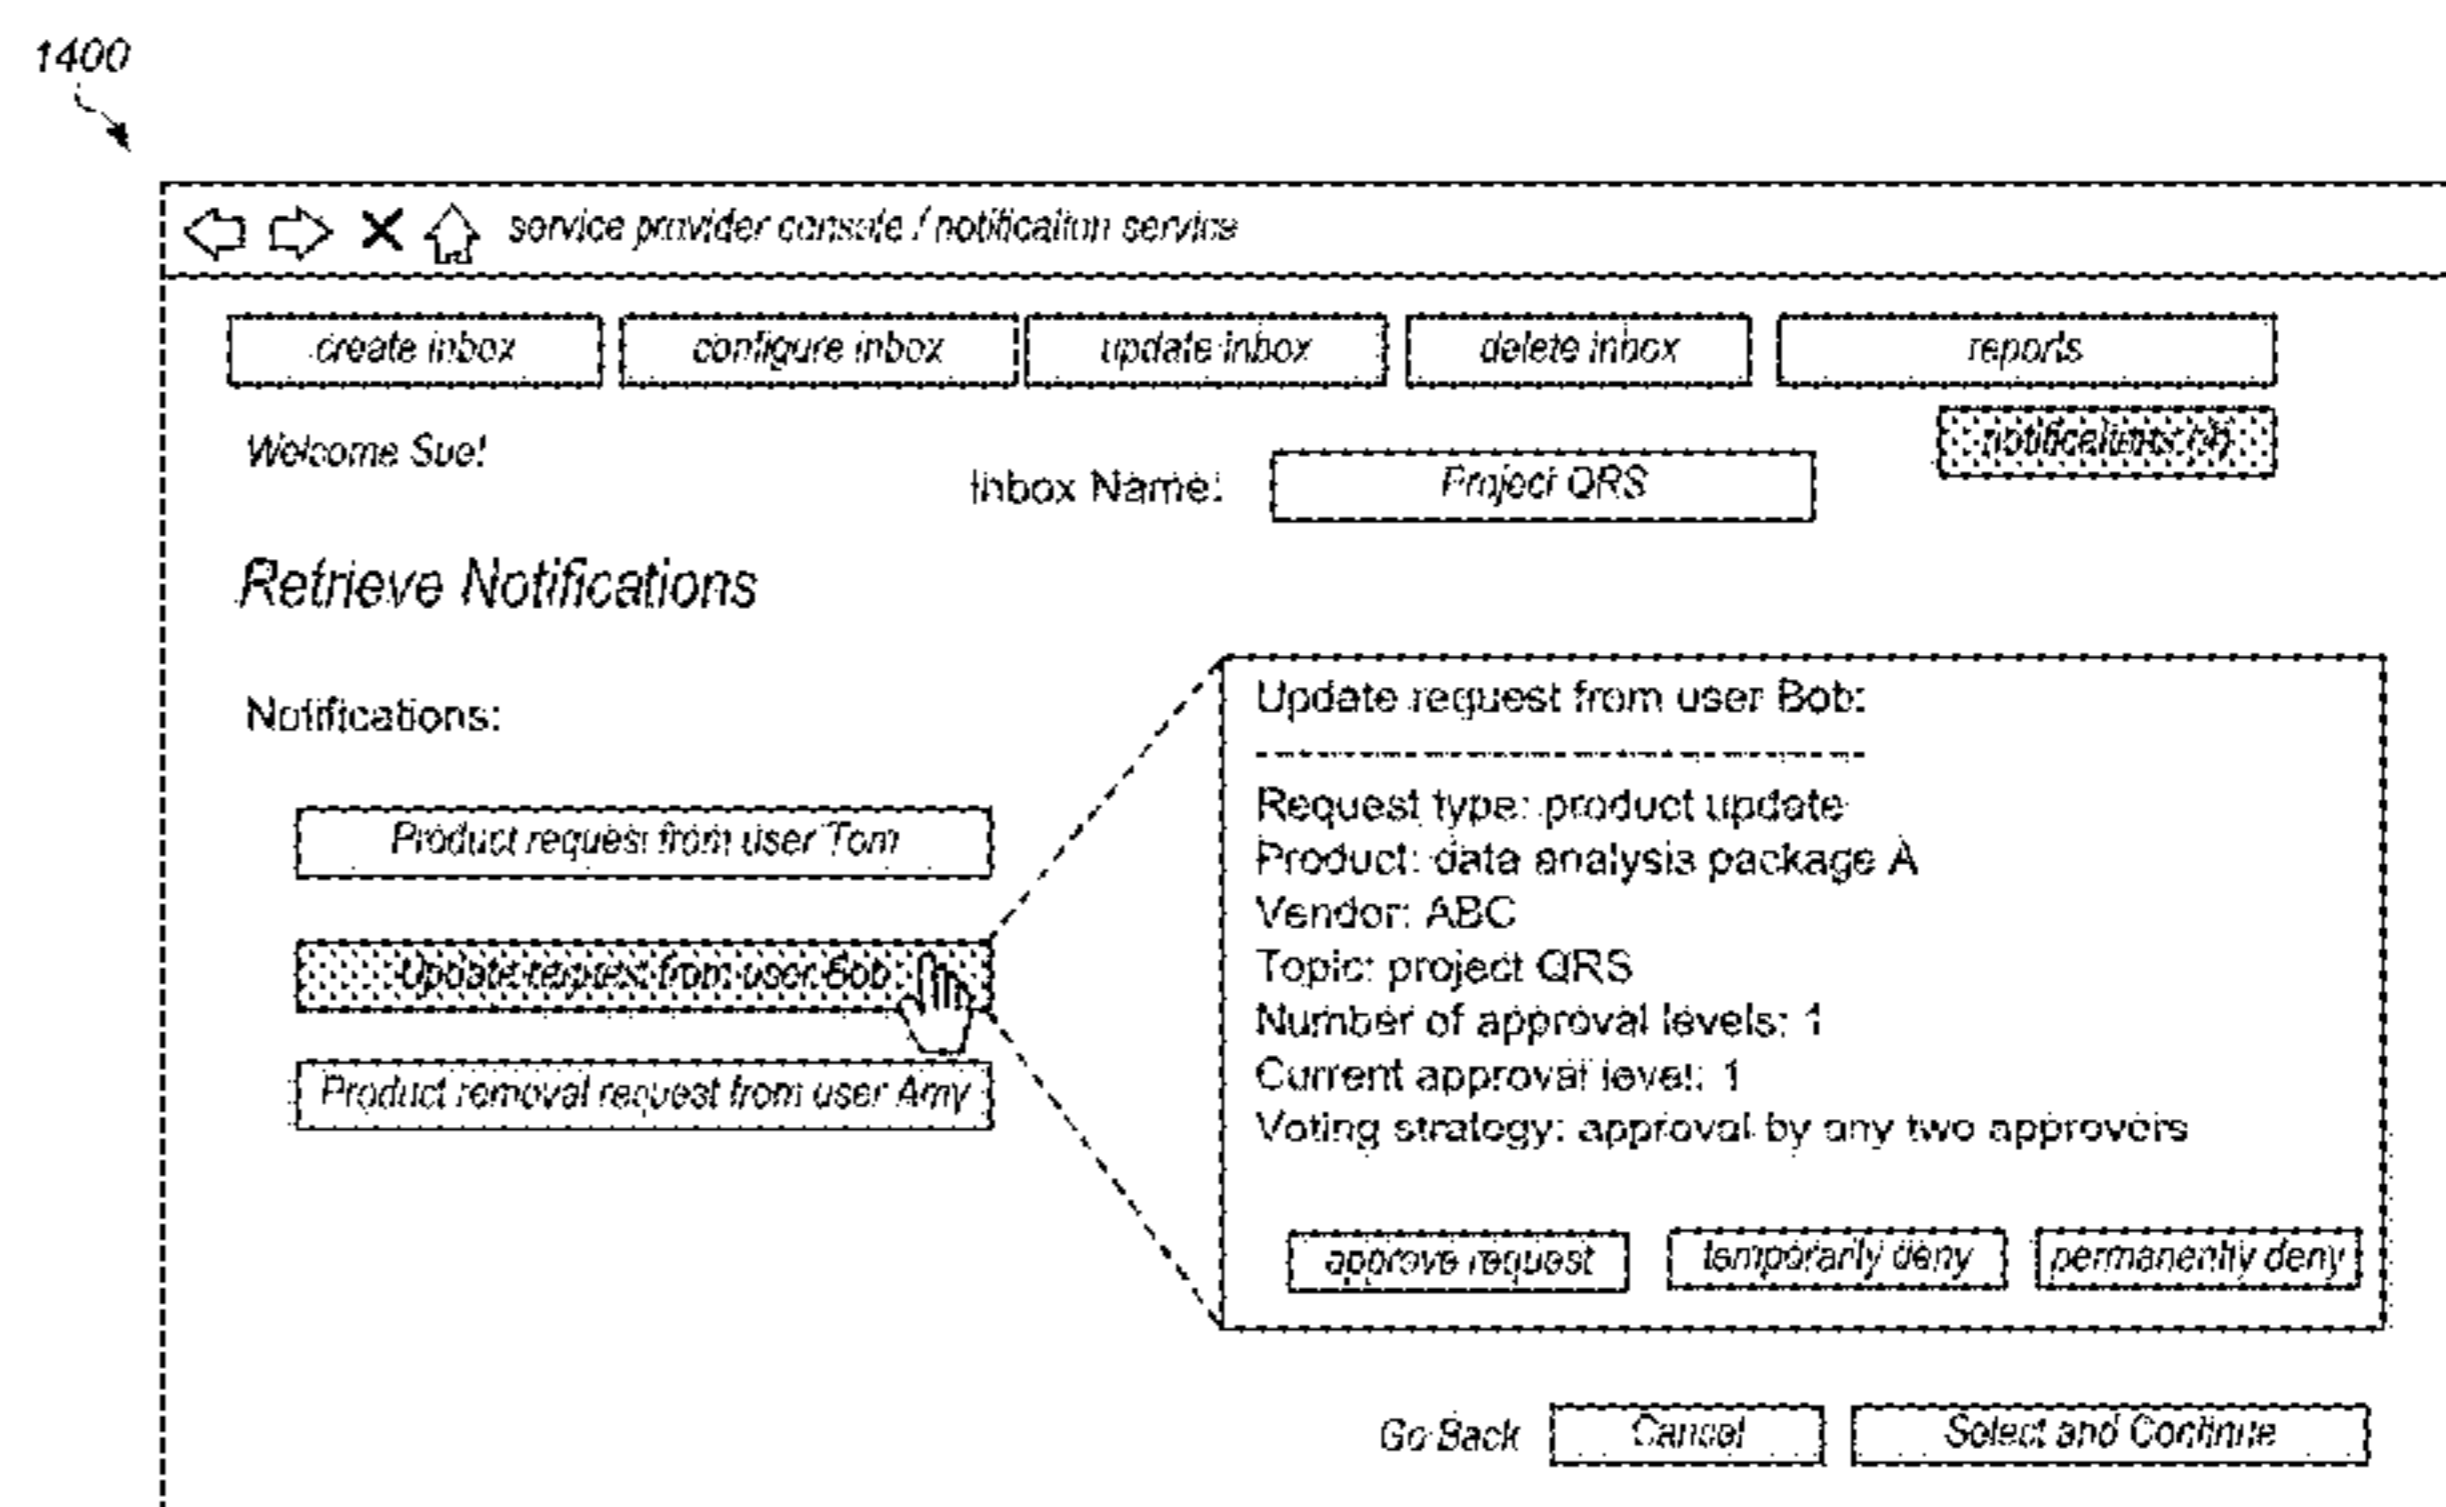 1400
service provider console / notification service
create inbox
configure inbox
update inbox
delete inbox
reports
Welcome Sue!
notifications
Inbox Name:
Project QRS
Retrieve Notifications
Notifications:
Product request from user Tom
Update request from user Bob
Product removal request from user Amy
Update request from user Bob:
------------------------------
Request type: product update
Product: data analysis package A
Vendor: ABC
Topic: project QRS
Number of approval levels: 1
Current approval level: 1
Voting strategy: approval by any two approvers
approve request
temporarily deny
permanently deny
Go Back
Cancel
Select and Continue